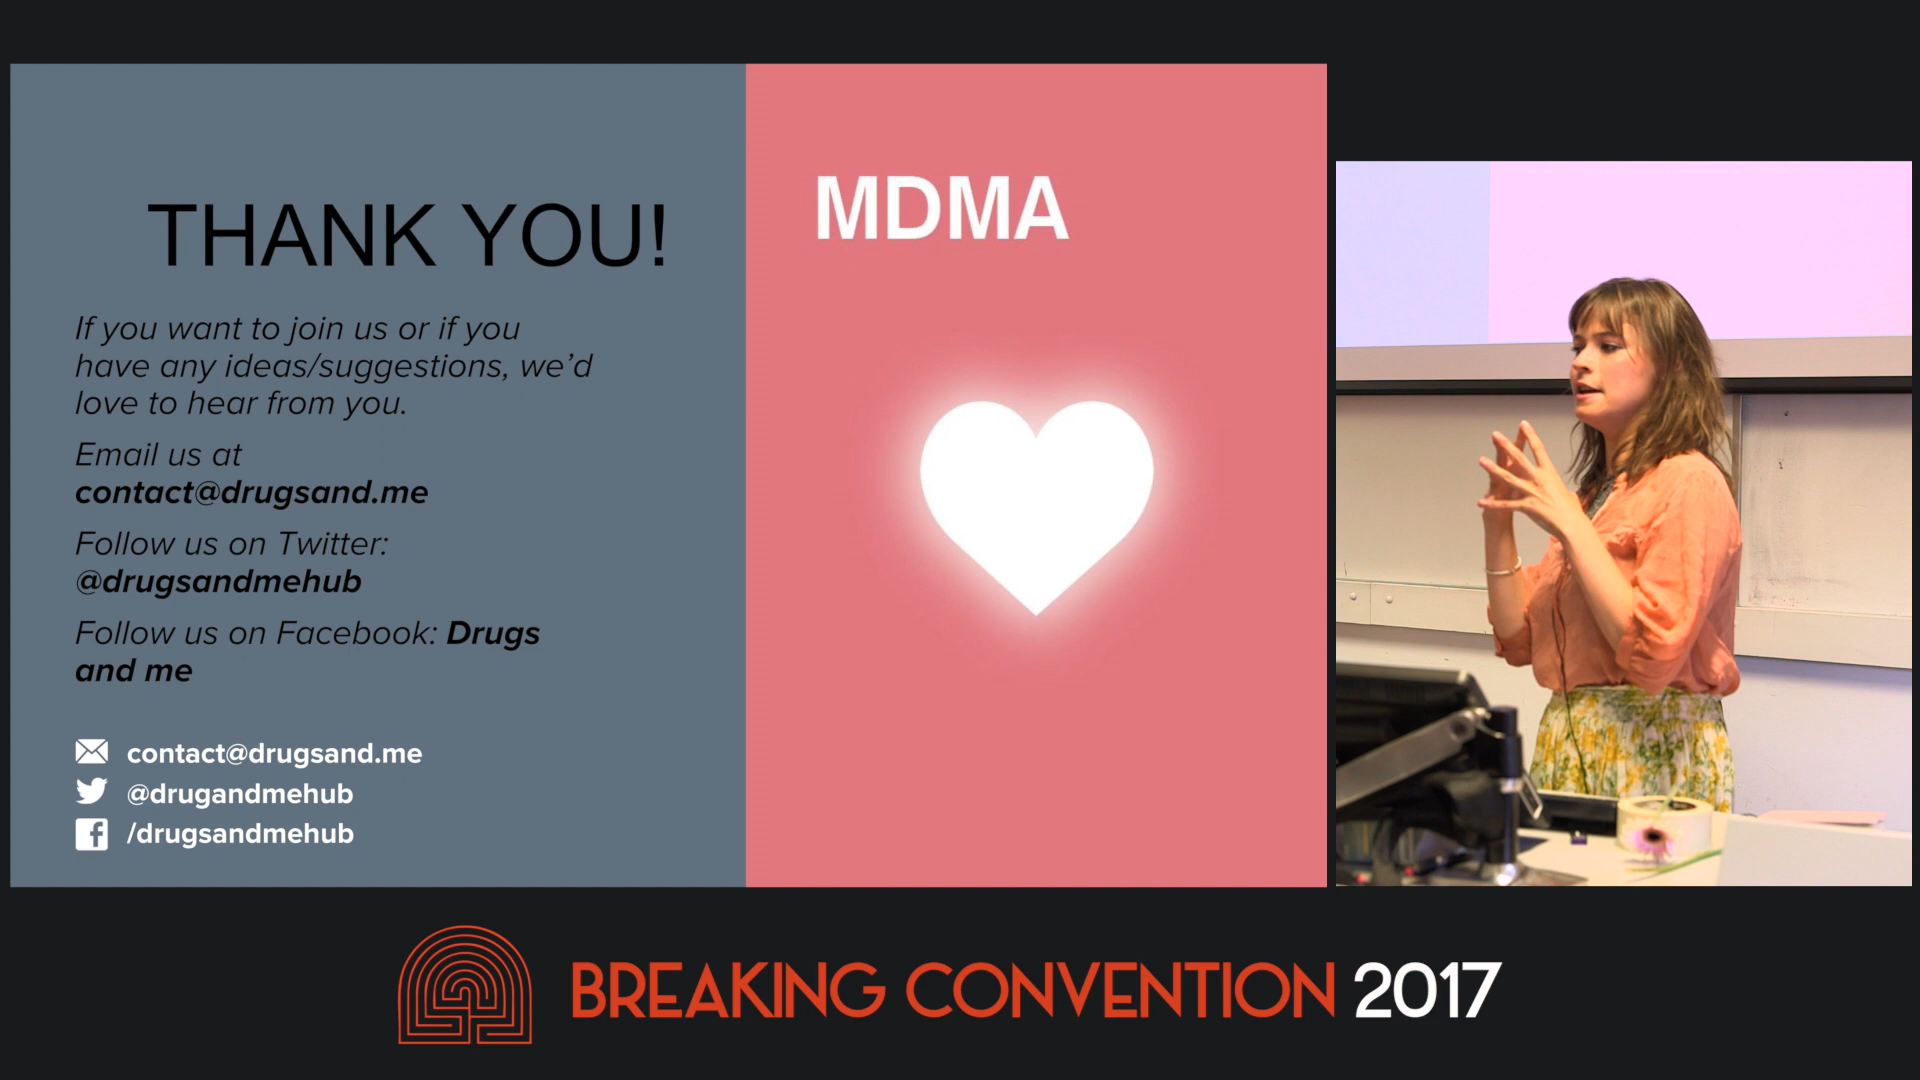 THANK YOU!
If you want to join us or if you
have any ideas/suggestions, we’d
love to hear from you.
Email us at
contact@drugsand.me
Follow us on Twitter:
@drugsandmehub
Follow us on Facebook: Drugs
and me
contact@drugsand.me
@drugandmehub
/drugsandmehub
MDMA
BREAKING CONVENTION 2017